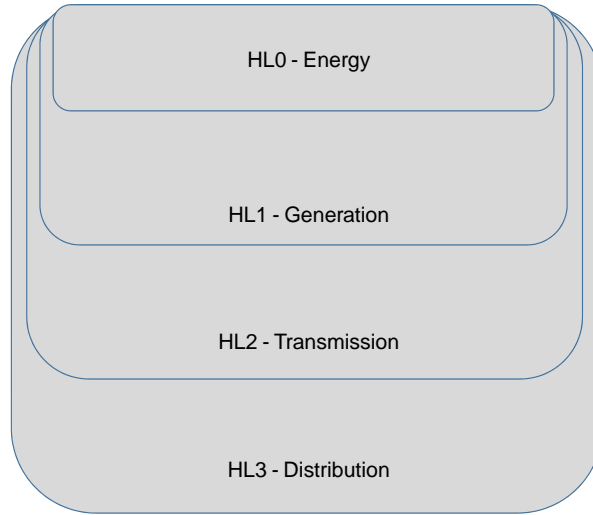 HL0 - Energy
HL1 - Generation
HL2 - Transmission
HL3 - Distribution